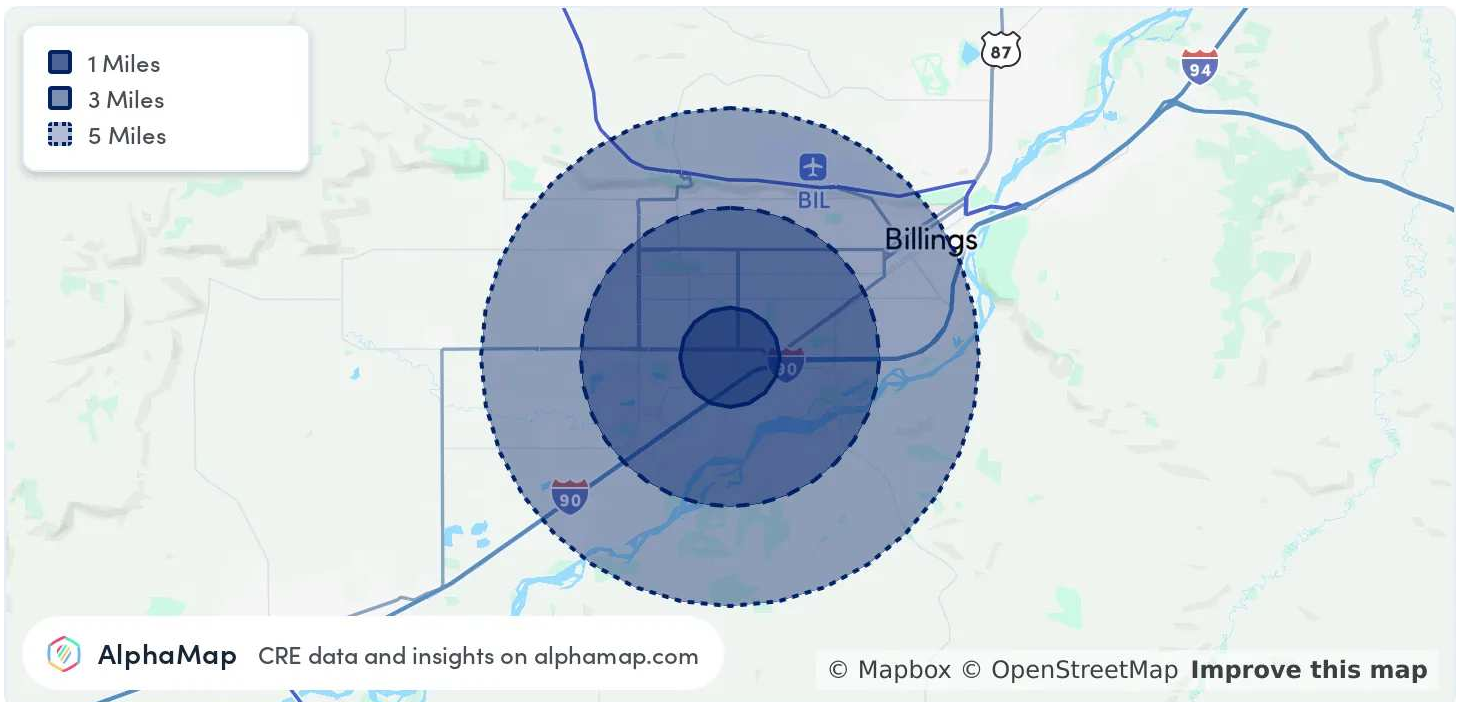 1 Miles
3 Miles
5 Miles
87
94
BIL
Billings
90
90
AlphaMap CRE data and insights on alphamap.com
© Mapbox © OpenStreetMap Improve this map